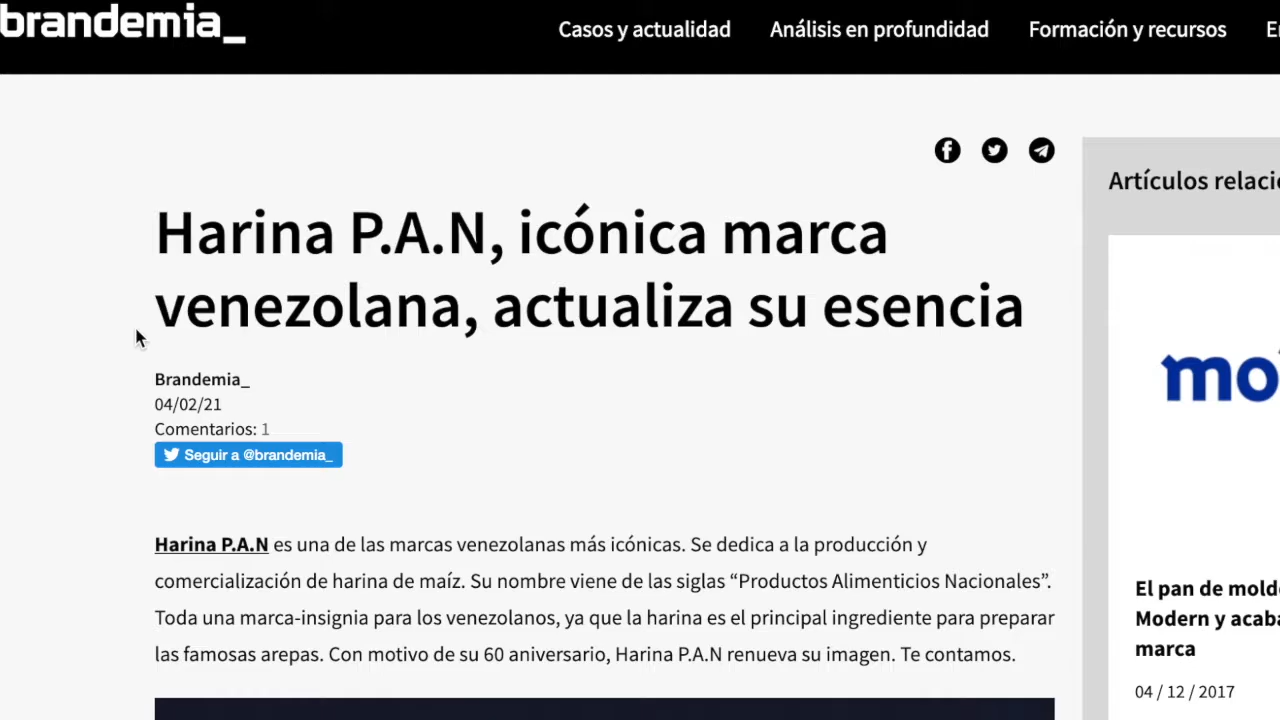 brandemia_
Casos y actualidad
Análisis en profundidad
Formación y recursos
Harina P.A.N, icónica marca
venezolana, actualiza su esencia
Brandemia_
04/02/21
Comentarios: 1
Seguir a @brandemia_
Harina P.A.N es una de las marcas venezolanas más icónicas. Se dedica a la producción y
comercialización de harina de maíz. Su nombre viene de las siglas “Productos Alimenticios Nacionales”.
Toda una marca-insignia para los venezolanos, ya que la harina es el principal ingrediente para preparar
las famosas arepas. Con motivo de su 60 aniversario, Harina P.A.N renueva su imagen. Te contamos.
Artículos
El pan de
Modern y
marca
04 / 12 / 2017